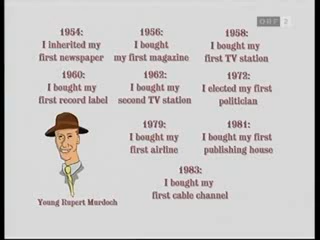 ORF 2
1954:
I inherited my
first newspaper
1956:
I bought
my first magazine
1958:
I bought my
first TV station
1960:
I bought my
first record label
1962:
I bought my
second TV station
1972:
I elected my first
politician
1979:
I bought my
first airline
1981:
I bought my first
publishing house
1983:
I bought my
first cable channel
Young Rupert Murdoch